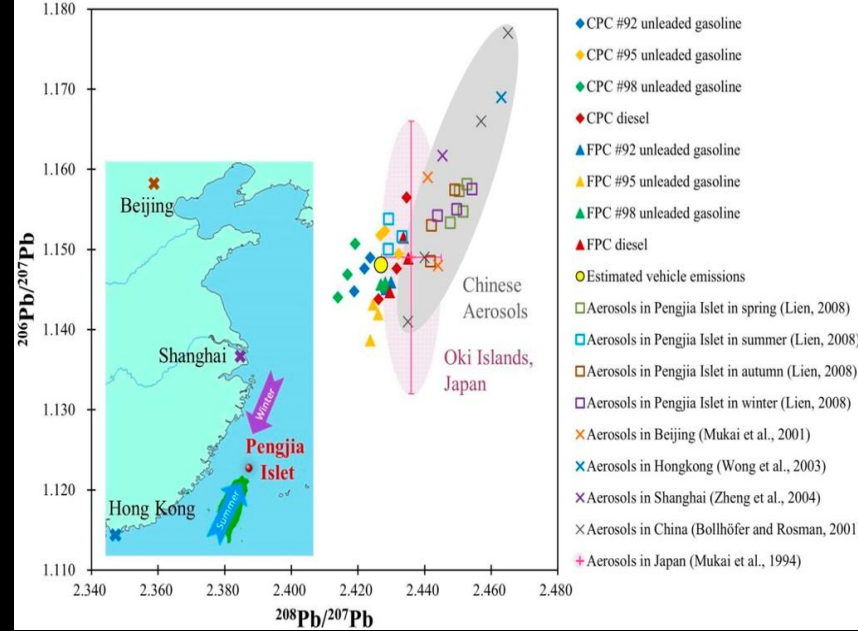 1.180
1.170
1.160
1.150
1.140
1.130
1.120
1.110
206Pb/207Pb
2.340
2.360
2.380
2.400
2.420
2.440
2.460
2.480
208Pb/207Pb
Beijing
Shanghai
Winter
Pengjia
Islet
Hong Kong
Summer
Chinese
Aerosols
Oki Islands,
Japan
CPC #92 unleaded gasoline
CPC #95 unleaded gasoline
CPC #98 unleaded gasoline
CPC diesel
FPC #92 unleaded gasoline
FPC #95 unleaded gasoline
FPC #98 unleaded gasoline
FPC diesel
Estimated vehicle emissions
Aerosols in Pengjia Islet in spring (Lien, 2008)
Aerosols in Pengjia Islet in summer (Lien, 2008)
Aerosols in Pengjia Islet in autumn (Lien, 2008)
Aerosols in Pengjia Islet in winter (Lien, 2008)
Aerosols in Beijing (Mukai et al., 2001)
Aerosols in Hongkong (Wong et al., 2003)
Aerosols in Shanghai (Zheng et al., 2004)
Aerosols in China (Bollhöfer and Rosman, 2001
Aerosols in Japan (Mukai et al., 1994)